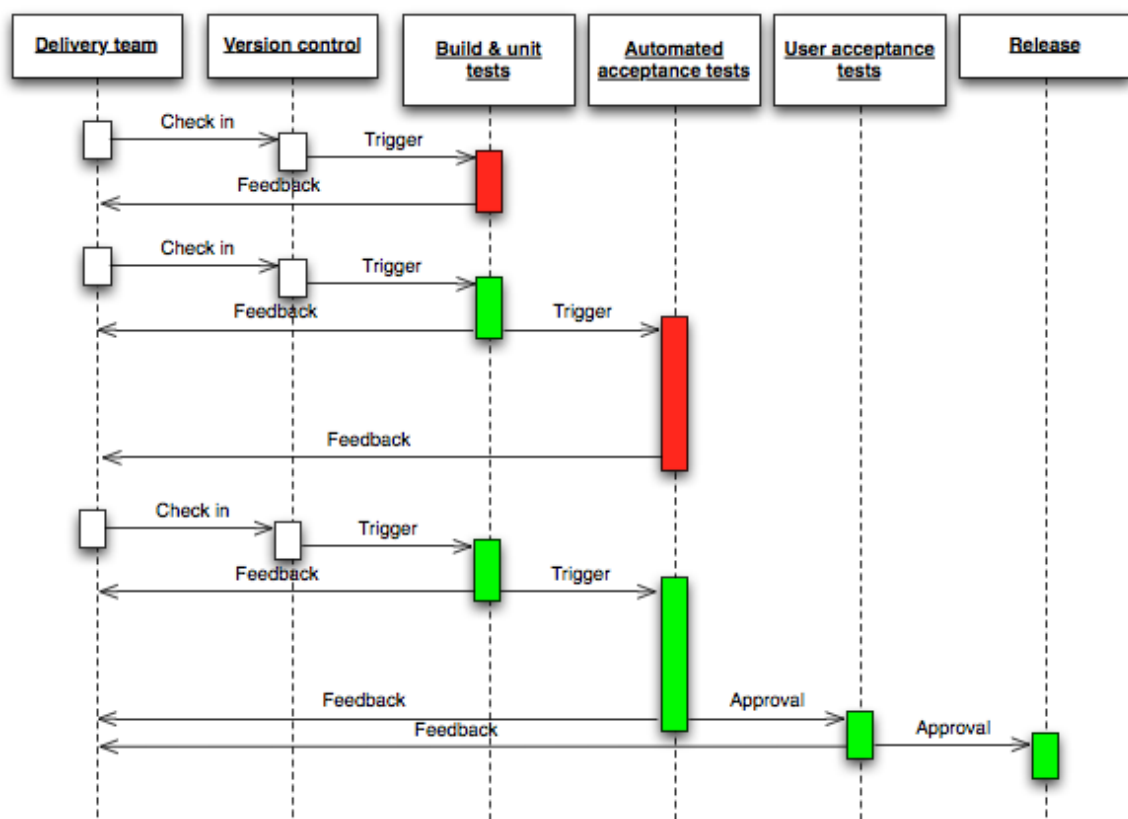 Delivery team
Version control
Build & unit
tests
Automated
acceptance tests
User acceptance
tests
Release
Check in
Trigger
Feedback
Check in
Trigger
Feedback
Trigger
Feedback
Check in
Trigger
Feedback
Trigger
Feedback
Approval
Feedback
Approval